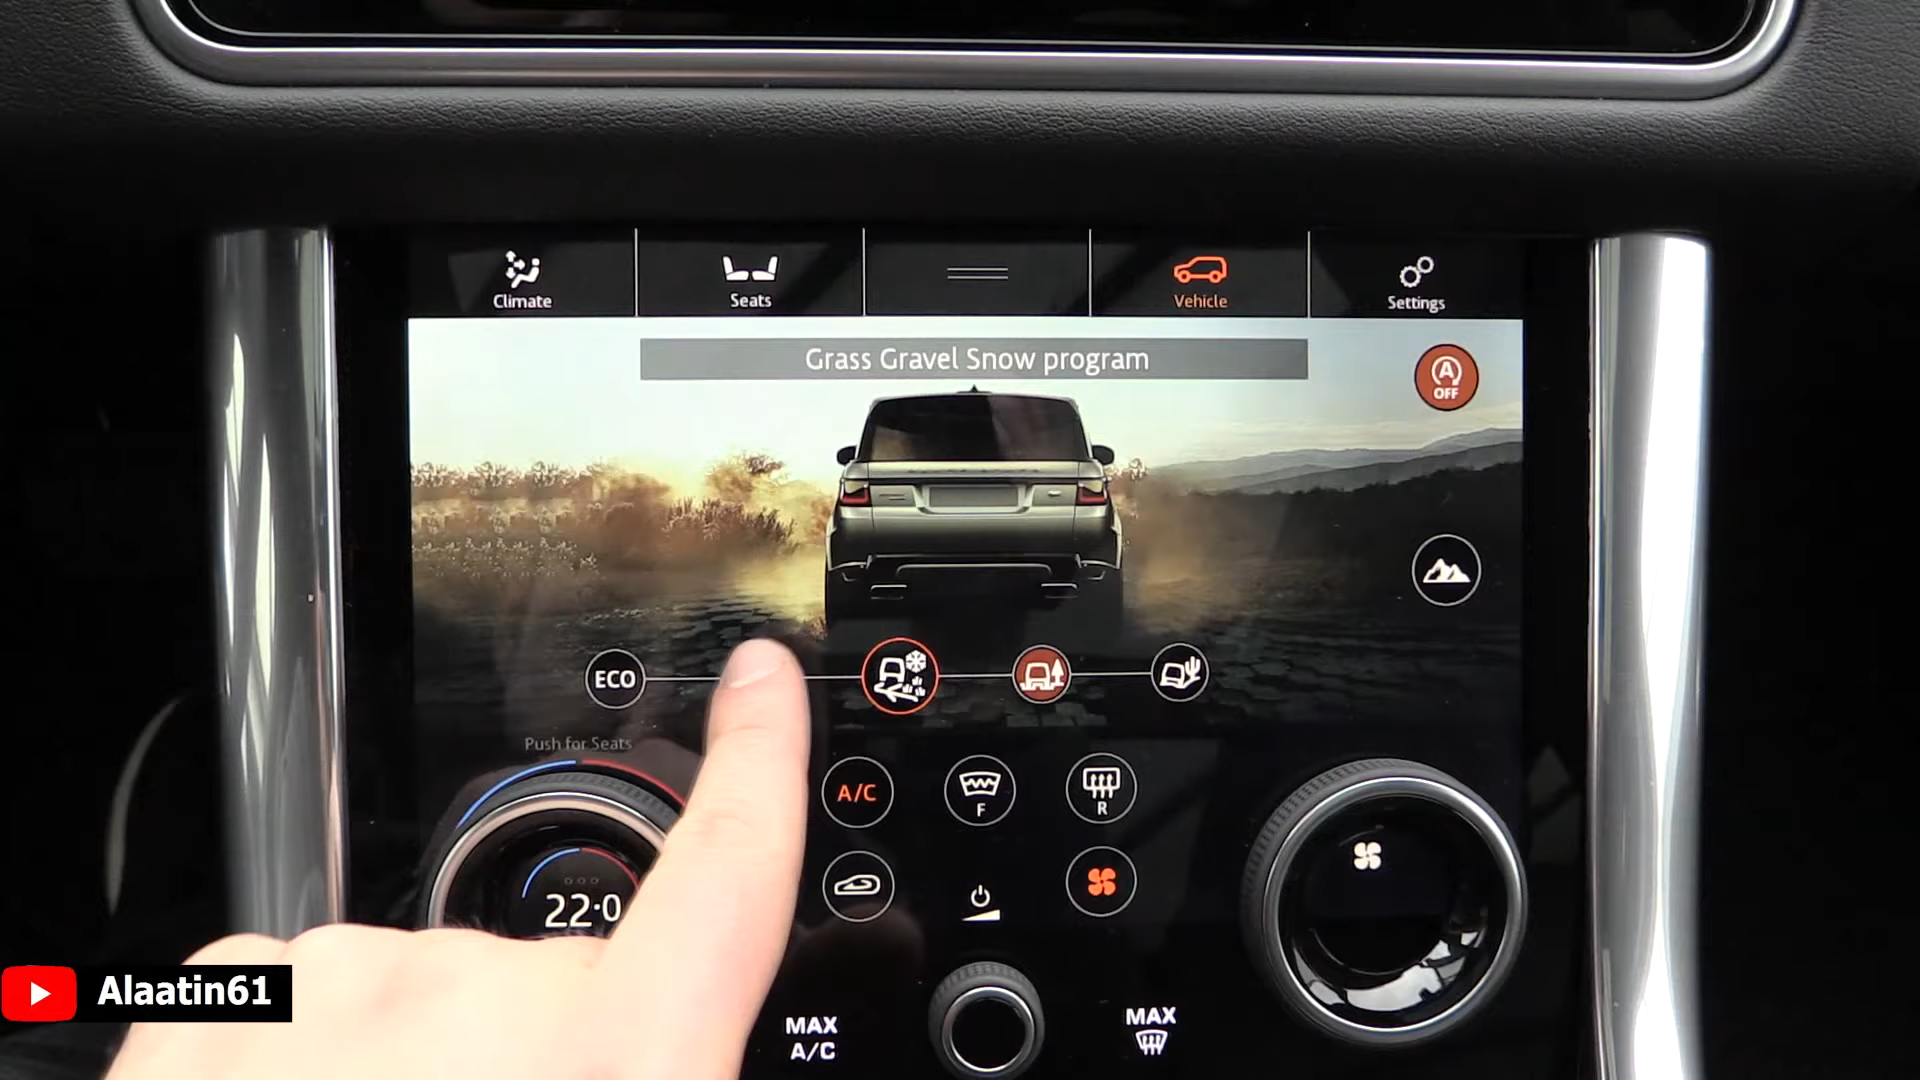 Climate
Seats
Vehicle
Settings
Grass Gravel Snow program
A
OFF
ECO
Push for Seats
A/C
F
R
22.0
Alaatin61
MAX
A/C
MAX